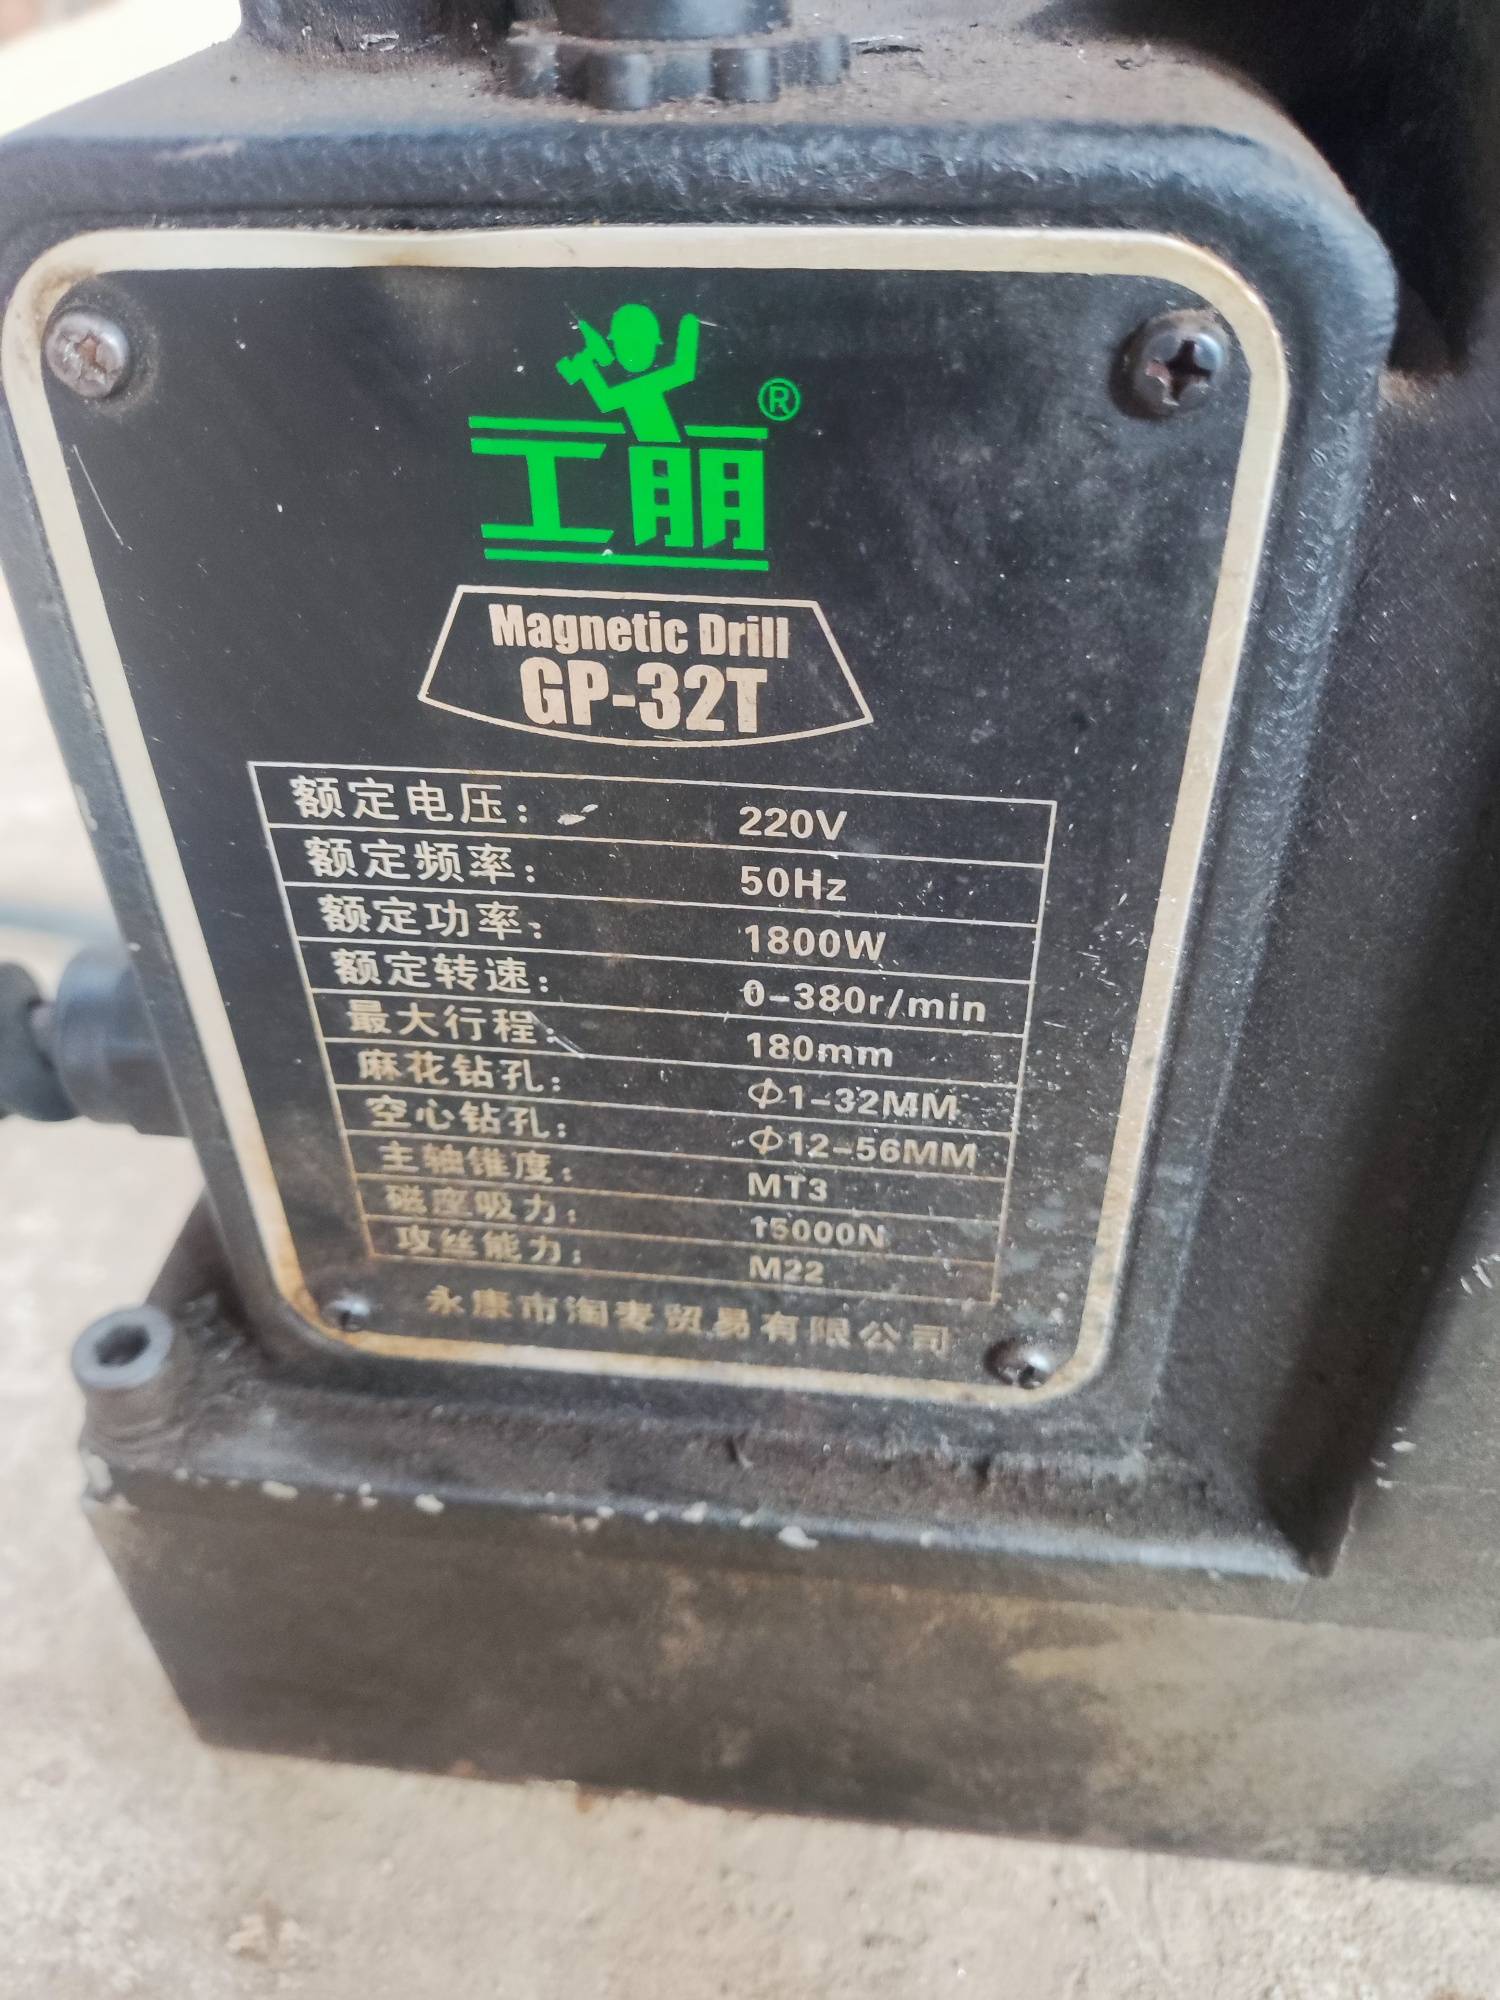 工朋®
Magnetic Drill
GP-32T
额定电压: 220V
额定频率: 50Hz
额定功率: 1800W
额定转速: 0-380r/min
最大行程: 180mm
麻花钻孔: Φ1-32MM
空心钻孔: Φ12-56MM
主轴锥度: MT3
磁座吸力: 15000N
攻丝能力: M22
永康市淘麦贸易有限公司